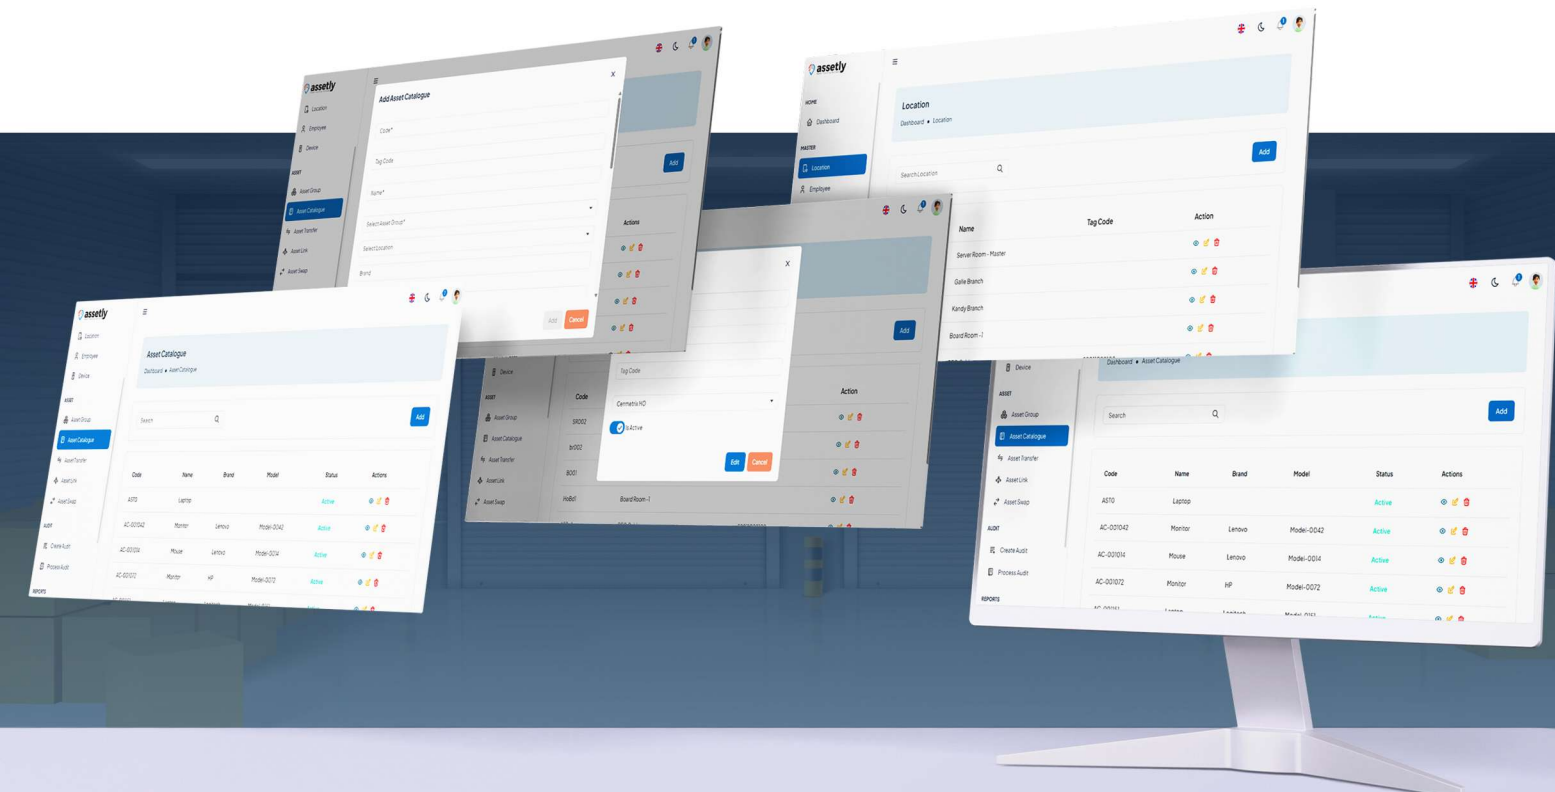 assetly
Location
Employee
Device
ASSET
Asset Group
Asset Catalogue
Asset Transfer
Asset Link
Asset Swap
Add Asset Catalogue
X
Code*
Tag Code
Name*
Select Asset Group*
Select Location
Brand
Add
Cancel
Add
Actions
assetly
HOME
Dashboard
MASTER
Location
Employee
Location
Dashboard • Location
Search Location
Add
Name
Tag Code
Action
Server Room - Master
Galle Branch
Kandy Branch
Board Room -1
assetly
Location
Employee
Device
ASSET
Asset Group
Asset Catalogue
Asset Transfer
Asset Link
Asset Swap
AUDIT
Create Audit
Process Audit
REPORTS
Asset Catalogue
Dashboard • Asset Catalogue
Search
Add
Code Name Brand Model Status Actions
AST0 Laptop Active
AC-001042 Monitor Lenovo Model-0042 Active
AC-001014 Mouse Lenovo Model-0014 Active
AC-001072 Monitor HP Model-0072 Active
Device
ASSET
Asset Group
Asset Catalogue
Asset Transfer
Asset Link
Asset Swap
Code
SR002
br002
B001
HoBd1
Board Room -1
X
Tag Code
Cenmatrix HO
Is Active
Edit
Cancel
Add
Action
Device
ASSET
Asset Group
Asset Catalogue
Asset Transfer
Asset Link
Asset Swap
AUDIT
Create Audit
Process Audit
REPORTS
Dashboard • Asset Catalogue
Search
Add
Code Name Brand Model Status Actions
AST0 Laptop Active
AC-001042 Monitor Lenovo Model-0042 Active
AC-001014 Mouse Lenovo Model-0014 Active
AC-001072 Monitor HP Model-0072 Active